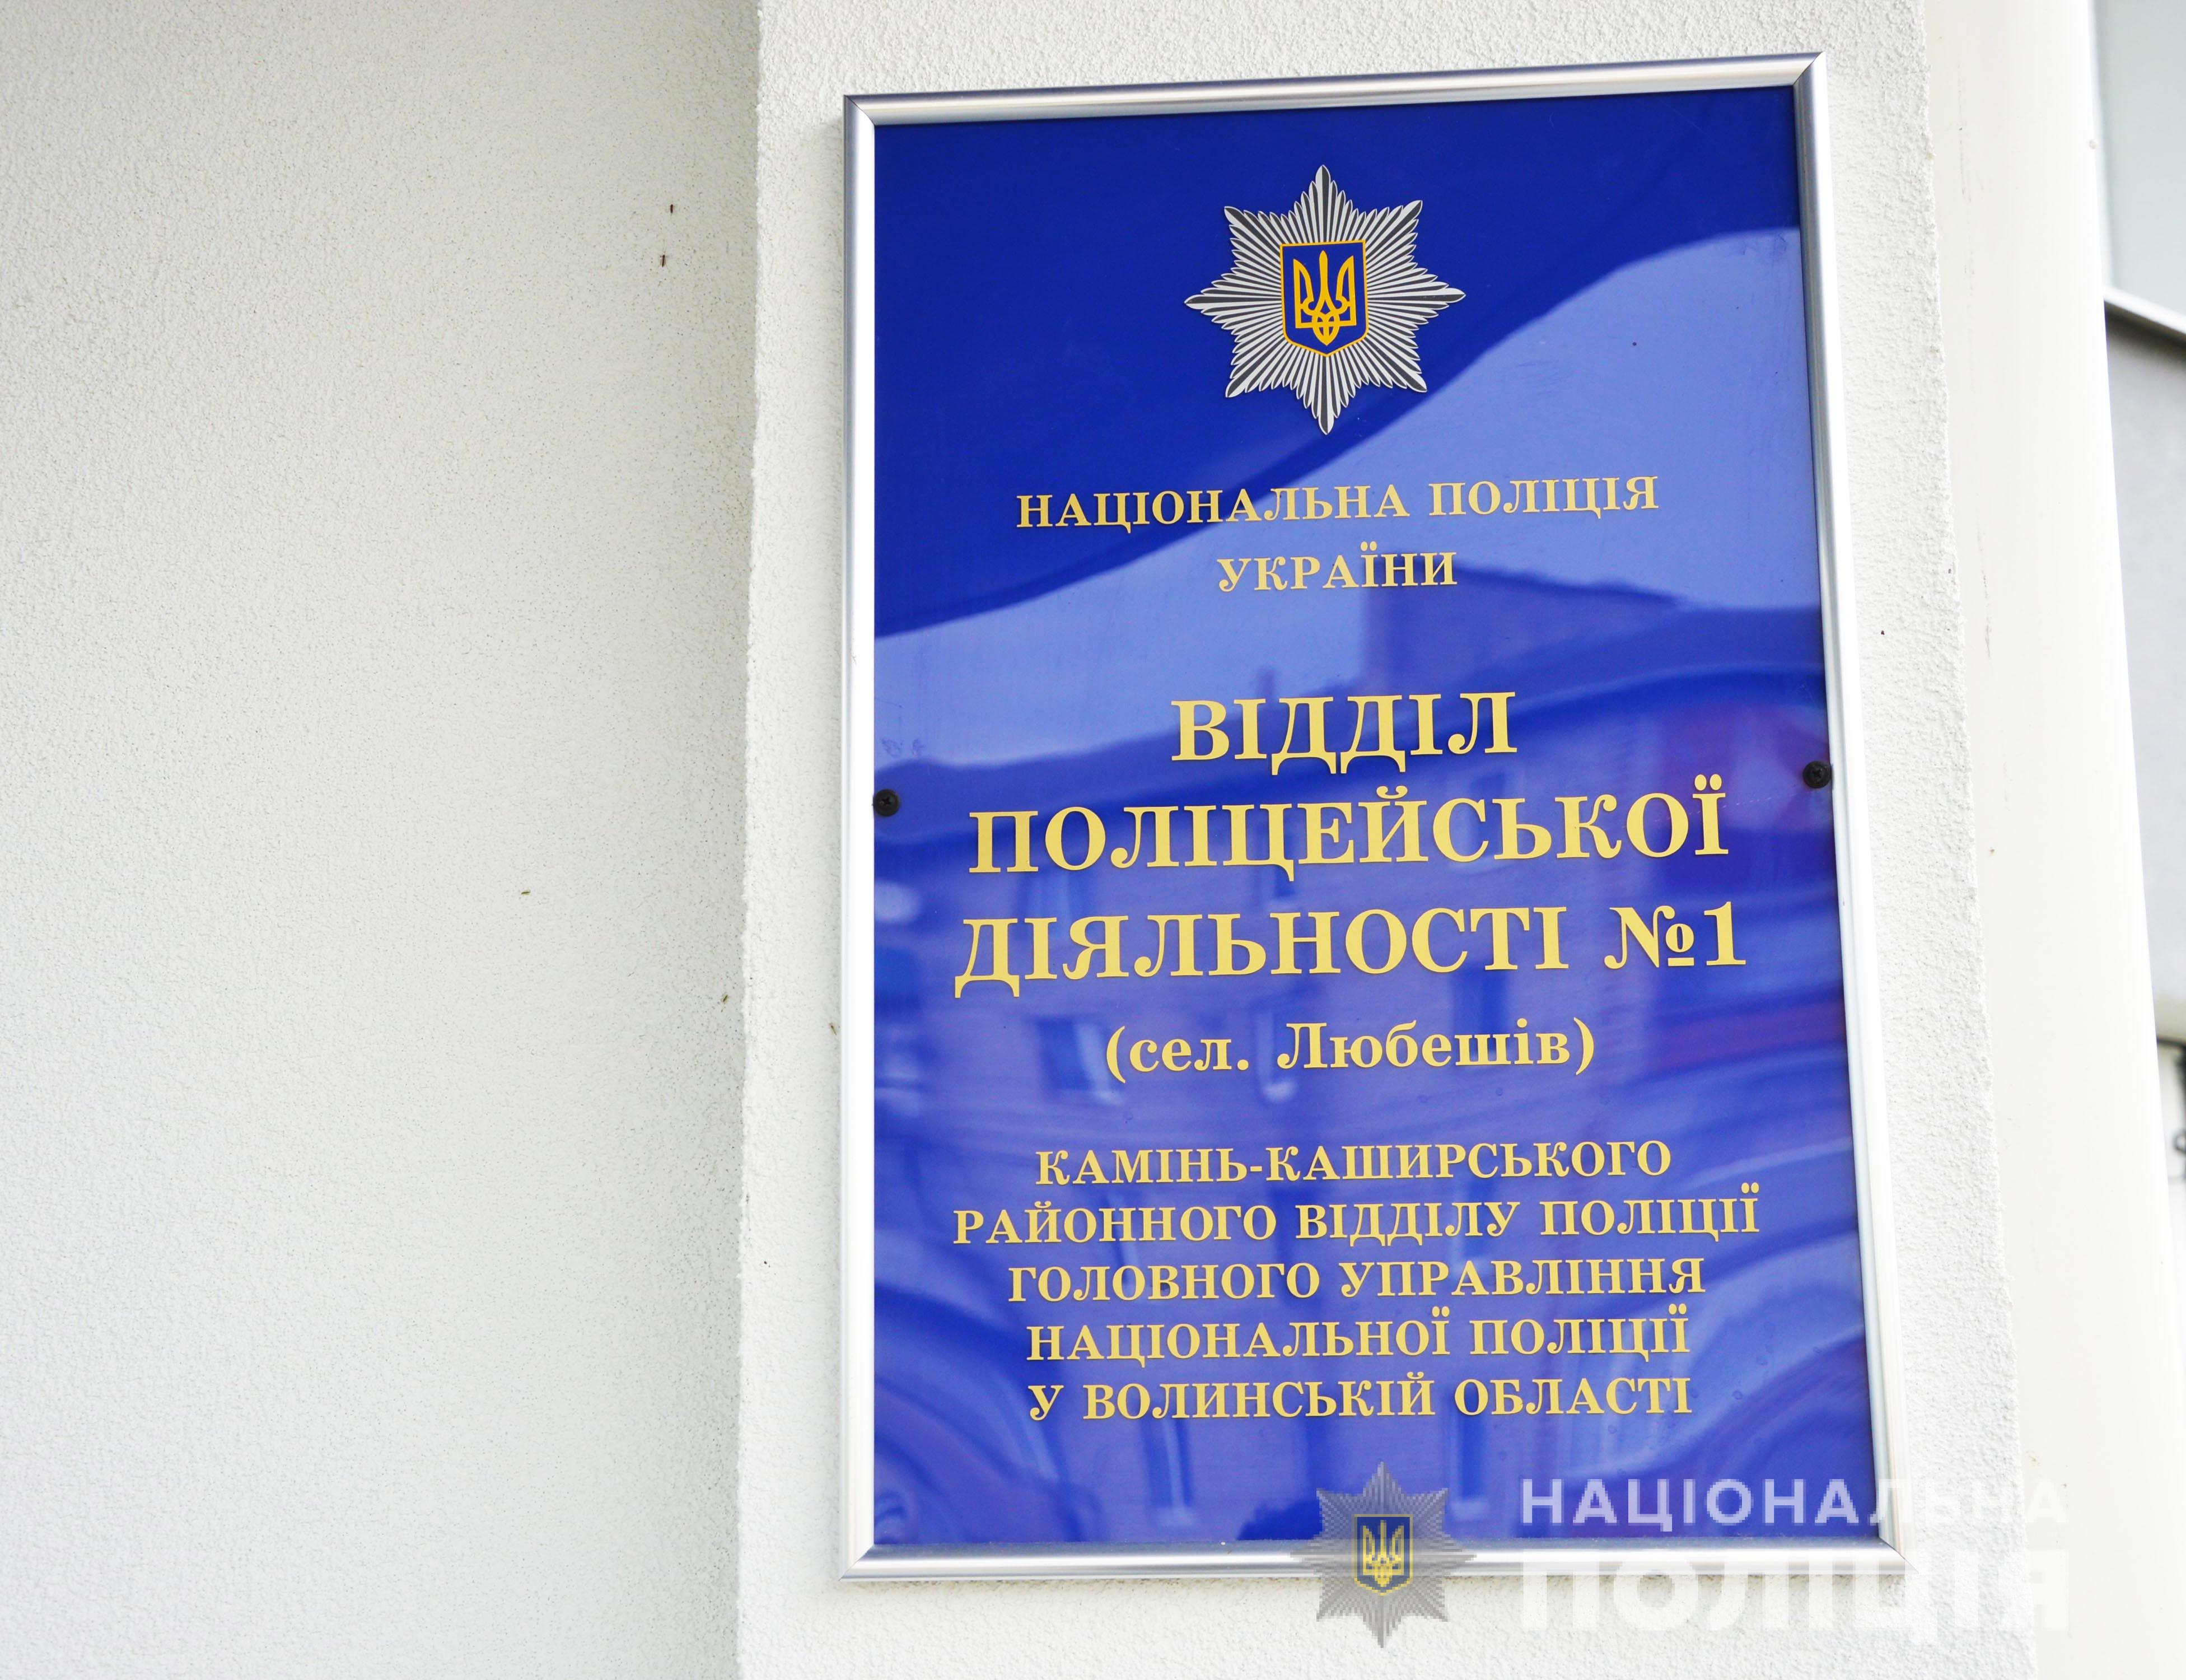 НАЦІОНАЛЬНА ПОЛІЦІЯ
УКРАЇНИ
ВІДДІЛ
ПОЛІЦЕЙСЬКОЇ
ДІЯЛЬНОСТІ №1
(сел. Любешів)
КАМІНЬ-КАШИРСЬКОГО
РАЙОННОГО ВІДДІЛУ ПОЛІЦІЇ
ГОЛОВНОГО УПРАВЛІННЯ
НАЦІОНАЛЬНОЇ ПОЛІЦІЇ
У ВОЛИНСЬКІЙ ОБЛАСТІ
НАЦІОНАЛЬНА
ПОЛІЦІЯ